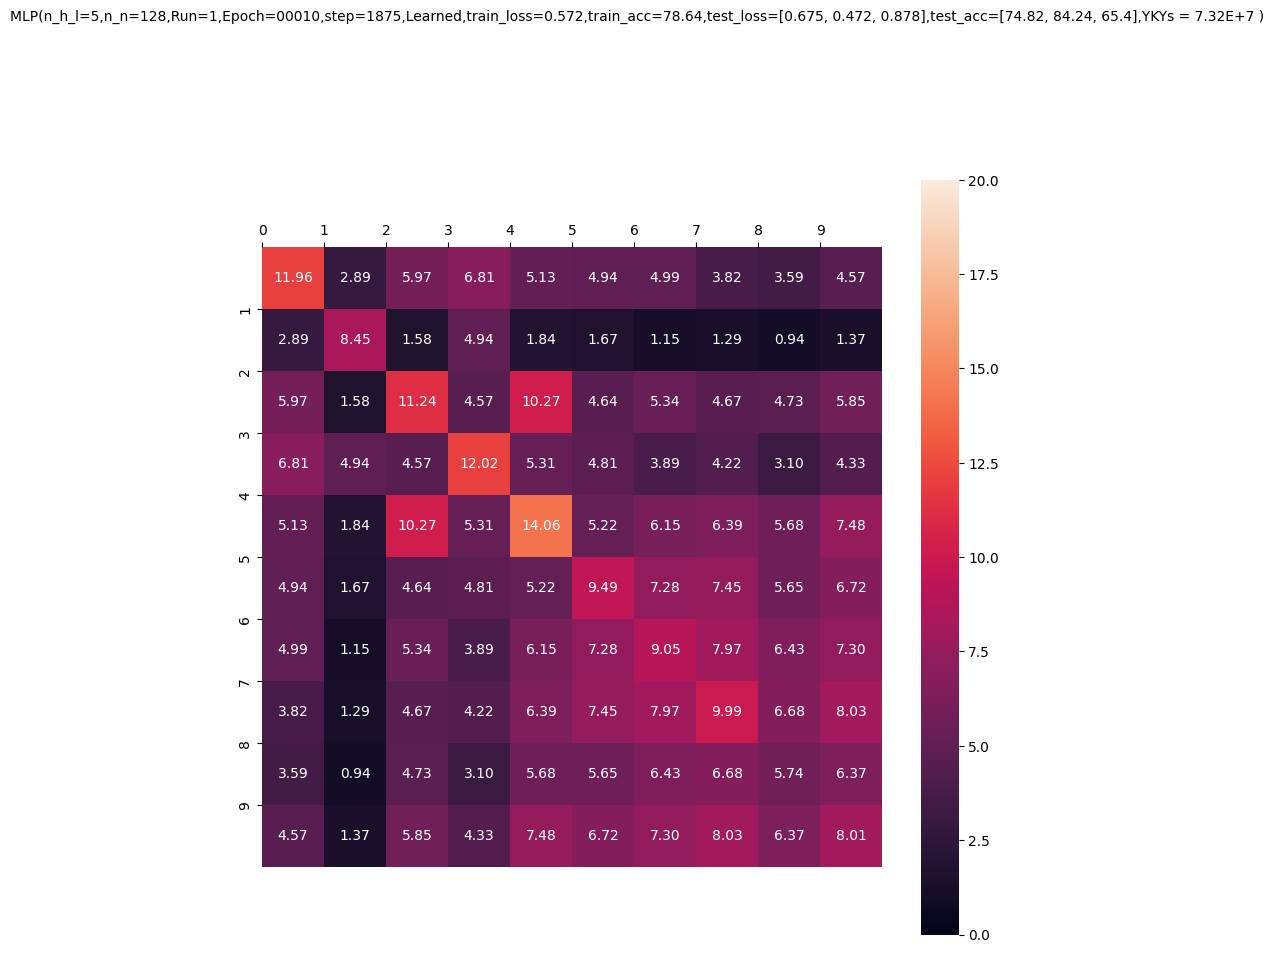 MLP(n_h_l=5,n_n=128,Run=1,Epoch=00010,step=1875,Learned,train_loss=0.572,train_acc=78.64,test_loss=[0.675, 0.472, 0.878],test_acc=[74.82, 84.24, 65.4],YKYs = 7.32E+7 )
0 1 2 3 4 5 6 7 8 9
11.96 2.89 5.97 6.81 5.13 4.94 4.99 3.82 3.59 4.57
1
2.89 8.45 1.58 4.94 1.84 1.67 1.15 1.29 0.94 1.37
2
5.97 1.58 11.24 4.57 10.27 4.64 5.34 4.67 4.73 5.85
3
6.81 4.94 4.57 12.02 5.31 4.81 3.89 4.22 3.10 4.33
4
5.13 1.84 10.27 5.31 14.06 5.22 6.15 6.39 5.68 7.48
5
4.94 1.67 4.64 4.81 5.22 9.49 7.28 7.45 5.65 6.72
6
4.99 1.15 5.34 3.89 6.15 7.28 9.05 7.97 6.43 7.30
7
3.82 1.29 4.67 4.22 6.39 7.45 7.97 9.99 6.68 8.03
8
3.59 0.94 4.73 3.10 5.68 5.65 6.43 6.68 5.74 6.37
9
4.57 1.37 5.85 4.33 7.48 6.72 7.30 8.03 6.37 8.01
20.0
17.5
15.0
12.5
10.0
7.5
5.0
2.5
0.0